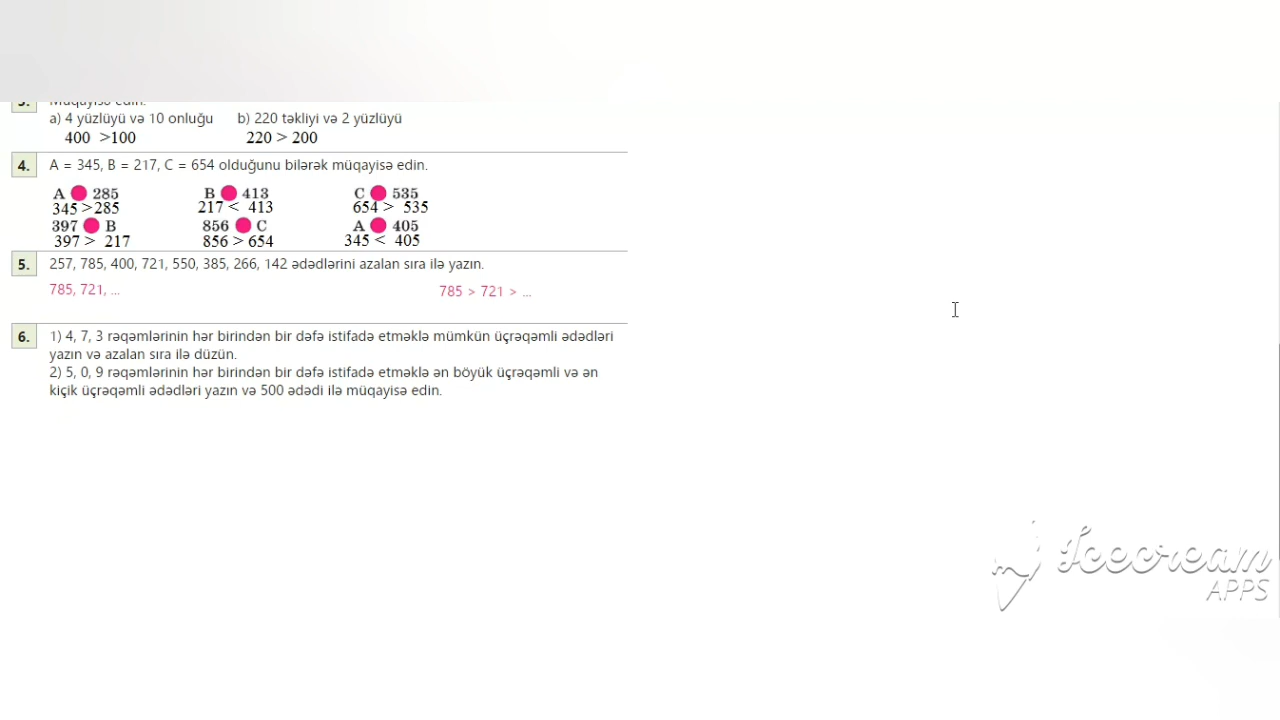 3. Müqayisə edin.
a) 4 yüzlüyü və 10 onluğu b) 220 təkliyi və 2 yüzlüyü
400 >100 220 > 200
4. A = 345, B = 217, C = 654 olduğunu bilərək müqayisə edin.
A 285 B 413 C 535
345 >285 217 < 413 654 > 535
397 B 856 C A 405
397 > 217 856 > 654 345 < 405
5. 257, 785, 400, 721, 550, 385, 266, 142 ədədlərini azalan sıra ilə yazın.
785, 721, ... 785 > 721 > ...
6. 1) 4, 7, 3 rəqəmlərinin hər birindən bir dəfə istifadə etməklə mümkün üçrəqəmli ədədləri
yazın və azalan sıra ilə düzün.
2) 5, 0, 9 rəqəmlərinin hər birindən bir dəfə istifadə etməklə ən böyük üçrəqəmli və ən
kiçik üçrəqəmli ədədləri yazın və 500 ədədi ilə müqayisə edin.
Icecream
APPS